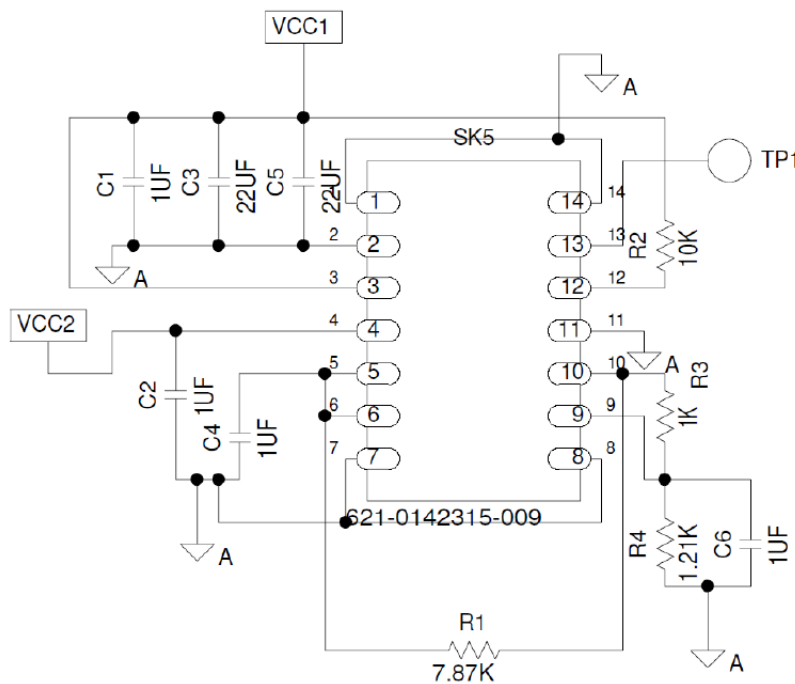 VCC1
A
SK5
TP1
C1
1UF
C3
22UF
C5
22UF
1
14
14
2
2
13
13
R2
10K
A
3
3
12
12
VCC2
4
4
11
11
A
5
5
10
10
R3
1K
C2
1UF
C4
1UF
6
6
9
9
7
7
8
8
621-0142315-009
A
R4
1.21K
C6
1UF
R1
7.87K
A